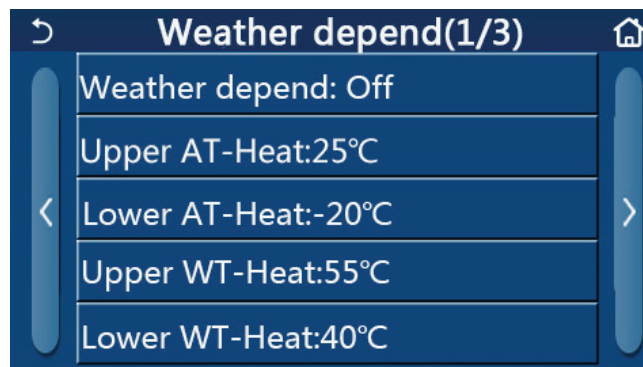 Weather depend(1/3)
Weather depend: Off
Upper AT-Heat:25℃
Lower AT-Heat:-20℃
Upper WT-Heat:55℃
Lower WT-Heat:40℃